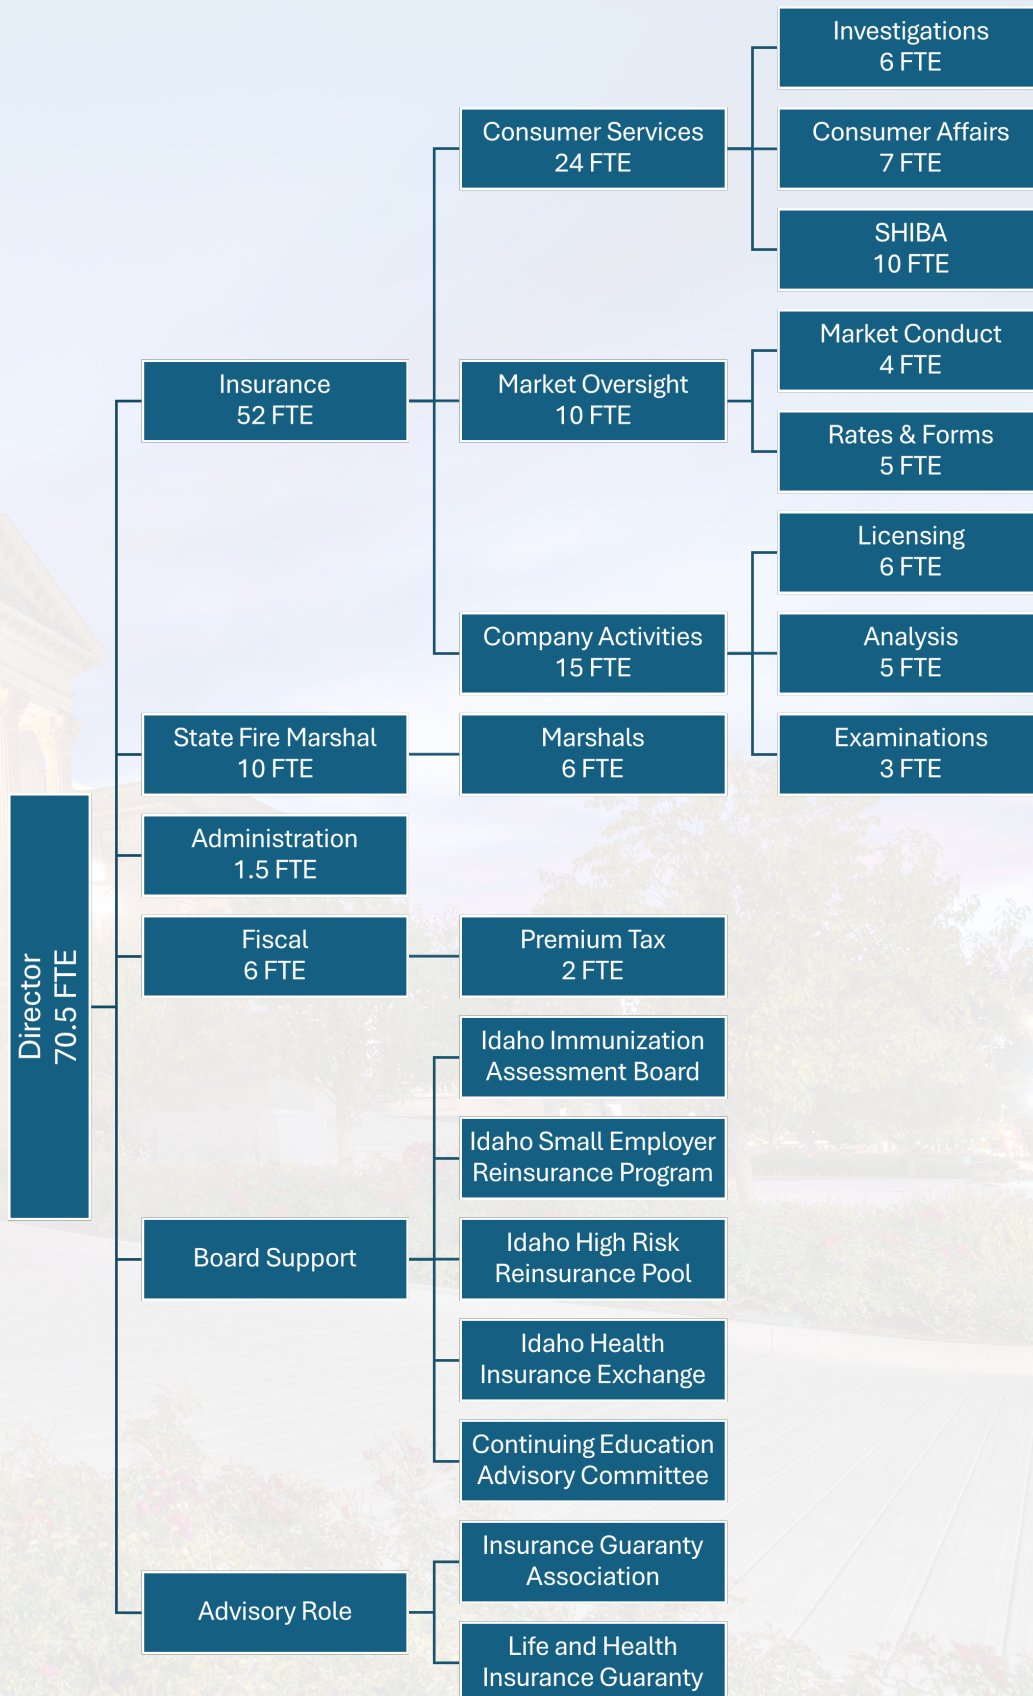 Investigations
6 FTE
Consumer Services
24 FTE
Consumer Affairs
7 FTE
SHIBA
10 FTE
Market Conduct
4 FTE
Insurance
52 FTE
Market Oversight
10 FTE
Rates & Forms
5 FTE
Licensing
6 FTE
Company Activities
15 FTE
Analysis
5 FTE
State Fire Marshal
10 FTE
Marshals
6 FTE
Examinations
3 FTE
Administration
1.5 FTE
Director
70.5 FTE
Fiscal
6 FTE
Premium Tax
2 FTE
Idaho Immunization
Assessment Board
Idaho Small Employer
Reinsurance Program
Board Support
Idaho High Risk
Reinsurance Pool
Idaho Health
Insurance Exchange
Continuing Education
Advisory Committee
Advisory Role
Insurance Guaranty
Association
Life and Health
Insurance Guaranty